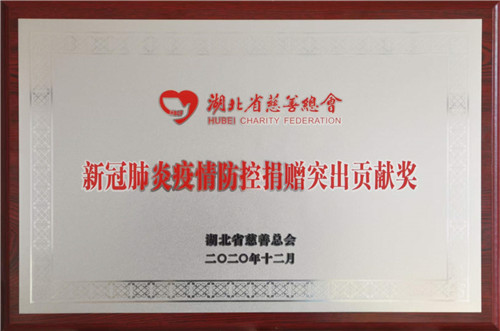 湖北省慈善總會
HUBEI CHARITY FEDERATION
新冠肺炎疫情防控捐赠突出贡献奖
湖北省慈善总会
二〇二〇年十二月